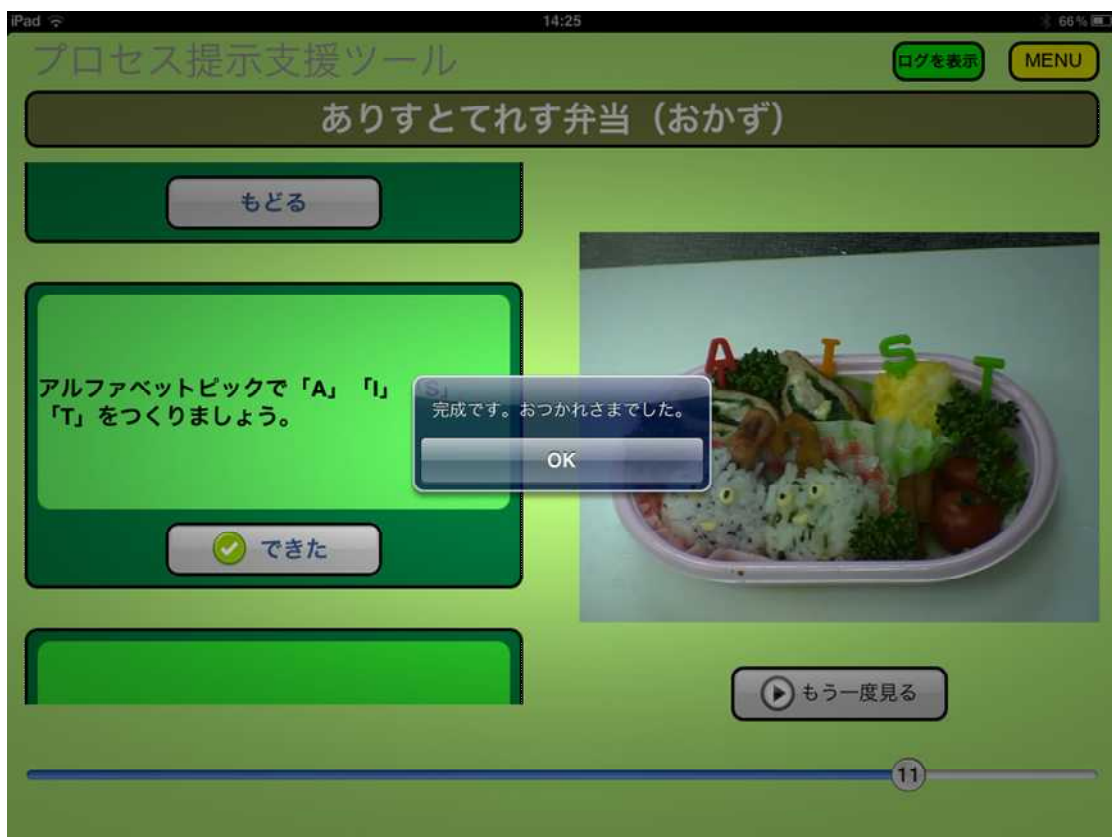 iPad
14:25
66%
プロセス提示支援ツール
ログを表示
MENU
ありすとてれす弁当（おかず）
もどる
アルファベットピックで「A」「I」「S」
「T」をつくりましょう。
完成です。おつかれさまでした。
OK
できた
A I S T
もう一度見る
11